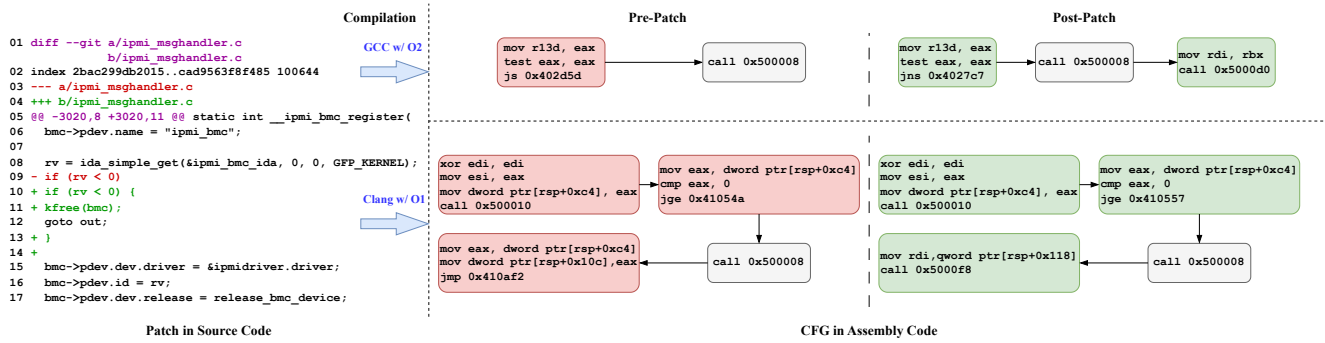 Compilation
Pre-Patch
Post-Patch
01 diff --git a/ipmi_msghandler.c
b/ipmi_msghandler.c
02 index 2bac299db2015..cad9563f8f485 100644
03 --- a/ipmi_msghandler.c
04 +++ b/ipmi_msghandler.c
05 @@ -3020,8 +3020,11 @@ static int __ipmi_bmc_register(
06 bmc->pdev.name = "ipmi_bmc";
07
08 rv = ida_simple_get(&ipmi_bmc_ida, 0, 0, GFP_KERNEL);
09 - if (rv < 0)
10 + if (rv < 0) {
11 + kfree(bmc);
12 goto out;
13 + }
14 +
15 bmc->pdev.dev.driver = &ipmidriver.driver;
16 bmc->pdev.id = rv;
17 bmc->pdev.dev.release = release_bmc_device;
GCC w/ O2
mov r13d, eax
test eax, eax
js 0x402d5d
call 0x500008
mov r13d, eax
test eax, eax
jns 0x4027c7
call 0x500008
mov rdi, rbx
call 0x5000d0
Clang w/ O1
xor edi, edi
mov esi, eax
mov dword ptr[rsp+0xc4], eax
call 0x500010
mov eax, dword ptr[rsp+0xc4]
cmp eax, 0
jge 0x41054a
mov eax, dword ptr[rsp+0xc4]
mov dword ptr[rsp+0x10c],eax
jmp 0x410af2
call 0x500008
xor edi, edi
mov esi, eax
mov dword ptr[rsp+0xc4], eax
call 0x500010
mov eax, dword ptr[rsp+0xc4]
cmp eax, 0
jge 0x410557
mov rdi,qword ptr[rsp+0x118]
call 0x5000f8
call 0x500008
Patch in Source Code
CFG in Assembly Code